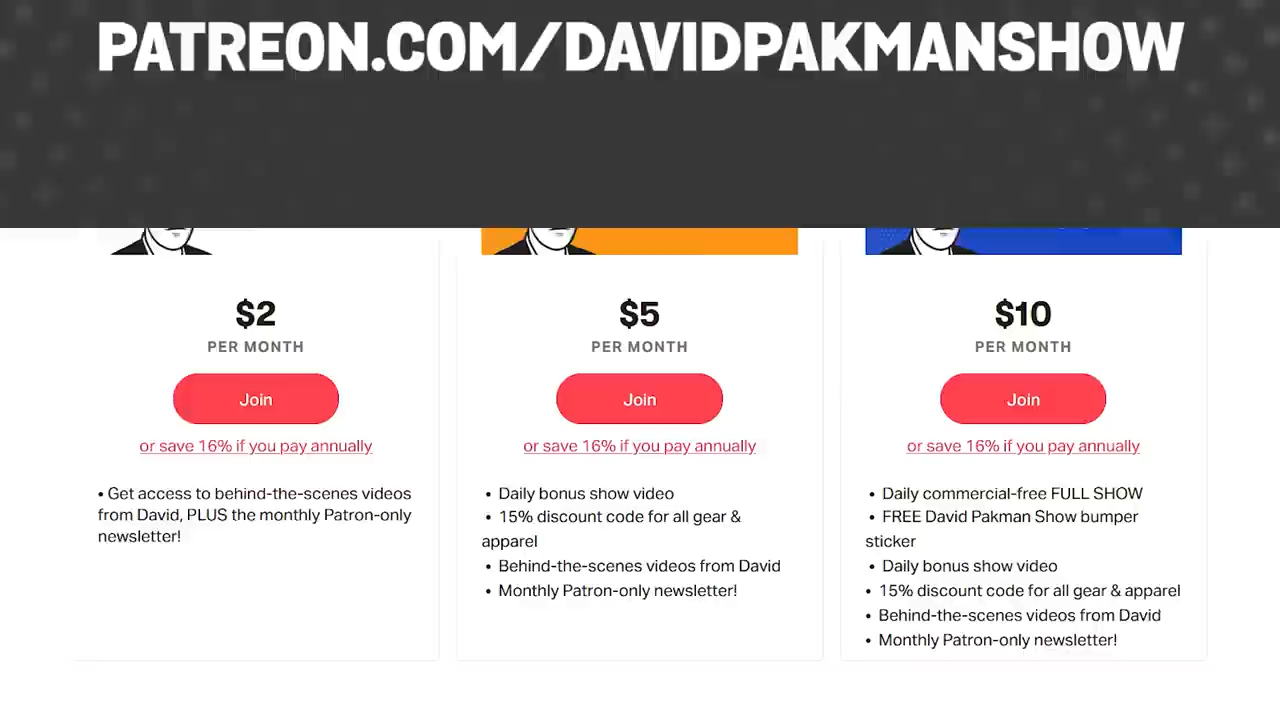 PATREON.COM/DAVIDPAKMANSHOW
$2
PER MONTH
Join
or save 16% if you pay annually
• Get access to behind-the-scenes videos
from David, PLUS the monthly Patron-only
newsletter!
$5
PER MONTH
Join
or save 16% if you pay annually
• Daily bonus show video
• 15% discount code for all gear &
apparel
• Behind-the-scenes videos from David
• Monthly Patron-only newsletter!
$10
PER MONTH
Join
or save 16% if you pay annually
• Daily commercial-free FULL SHOW
• FREE David Pakman Show bumper
sticker
• Daily bonus show video
• 15% discount code for all gear & apparel
• Behind-the-scenes videos from David
• Monthly Patron-only newsletter!